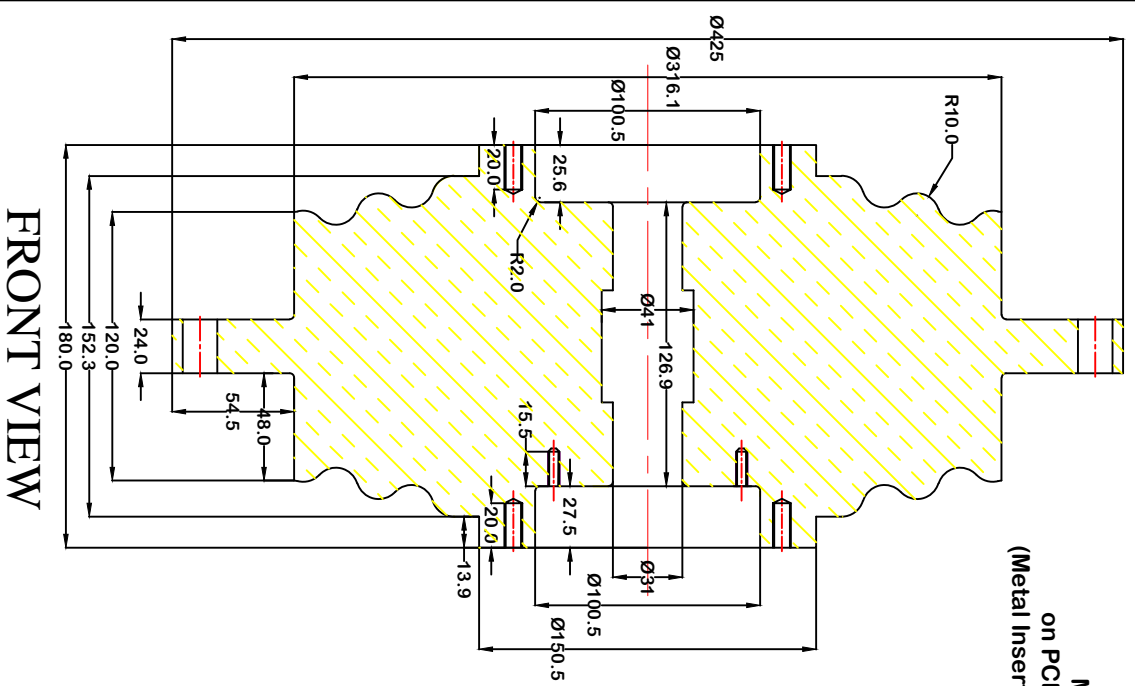 Ø425
Ø316.1
Ø100.5
R10.0
20.0
25.6
R2.0
Ø41
126.9
15.5
27.5
20.0
Ø31
Ø100.5
Ø150.5
13.9
48.0
54.5
24.0
120.0
152.3
180.0
FRONT VIEW
on PC
(Metal Inser